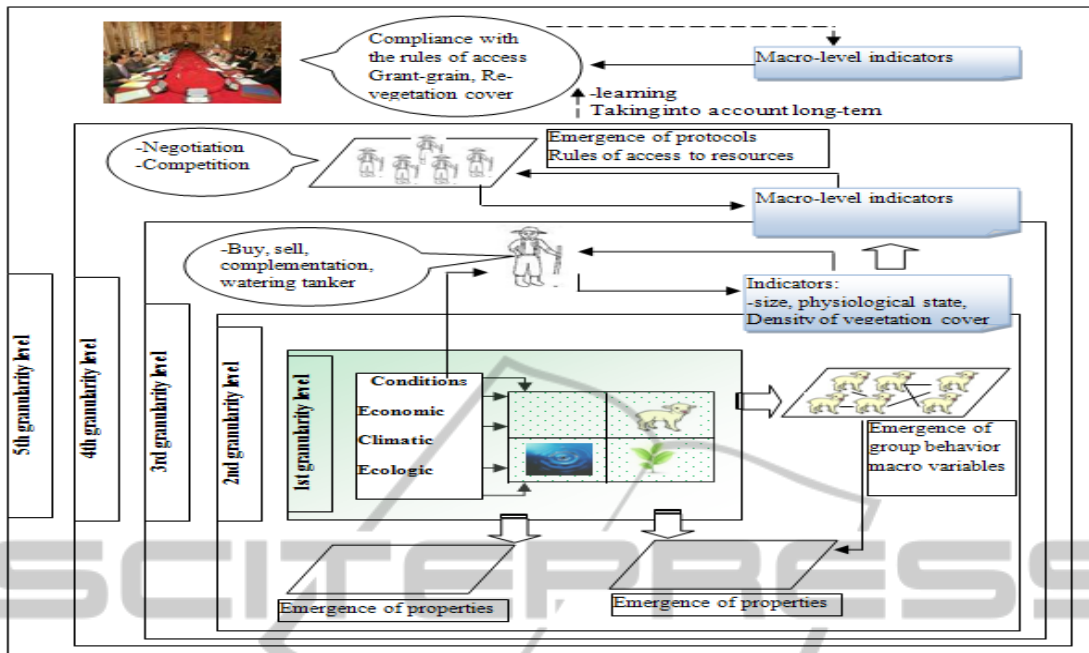 Compliance with
the rules of access
Grant-grain, Re-
vegetation cover
Macro-level indicators
-learning
Taking into account long-tem
-Negotiation
-Competition
Emergence of protocols
Rules of access to resources
Macro-level indicators
-Buy, sell,
complementation,
watering tanker
Indicators:
-size, physiological state,
Density of vegetation cover
5th granularity level
4th granularity level
3rd granularity level
2nd granularity level
1st granularity level
Conditions
Economic
Climatic
Ecologic
Emergence of
group behavior
macro variables
Emergence of properties
Emergence of properties
SCITEPRESS